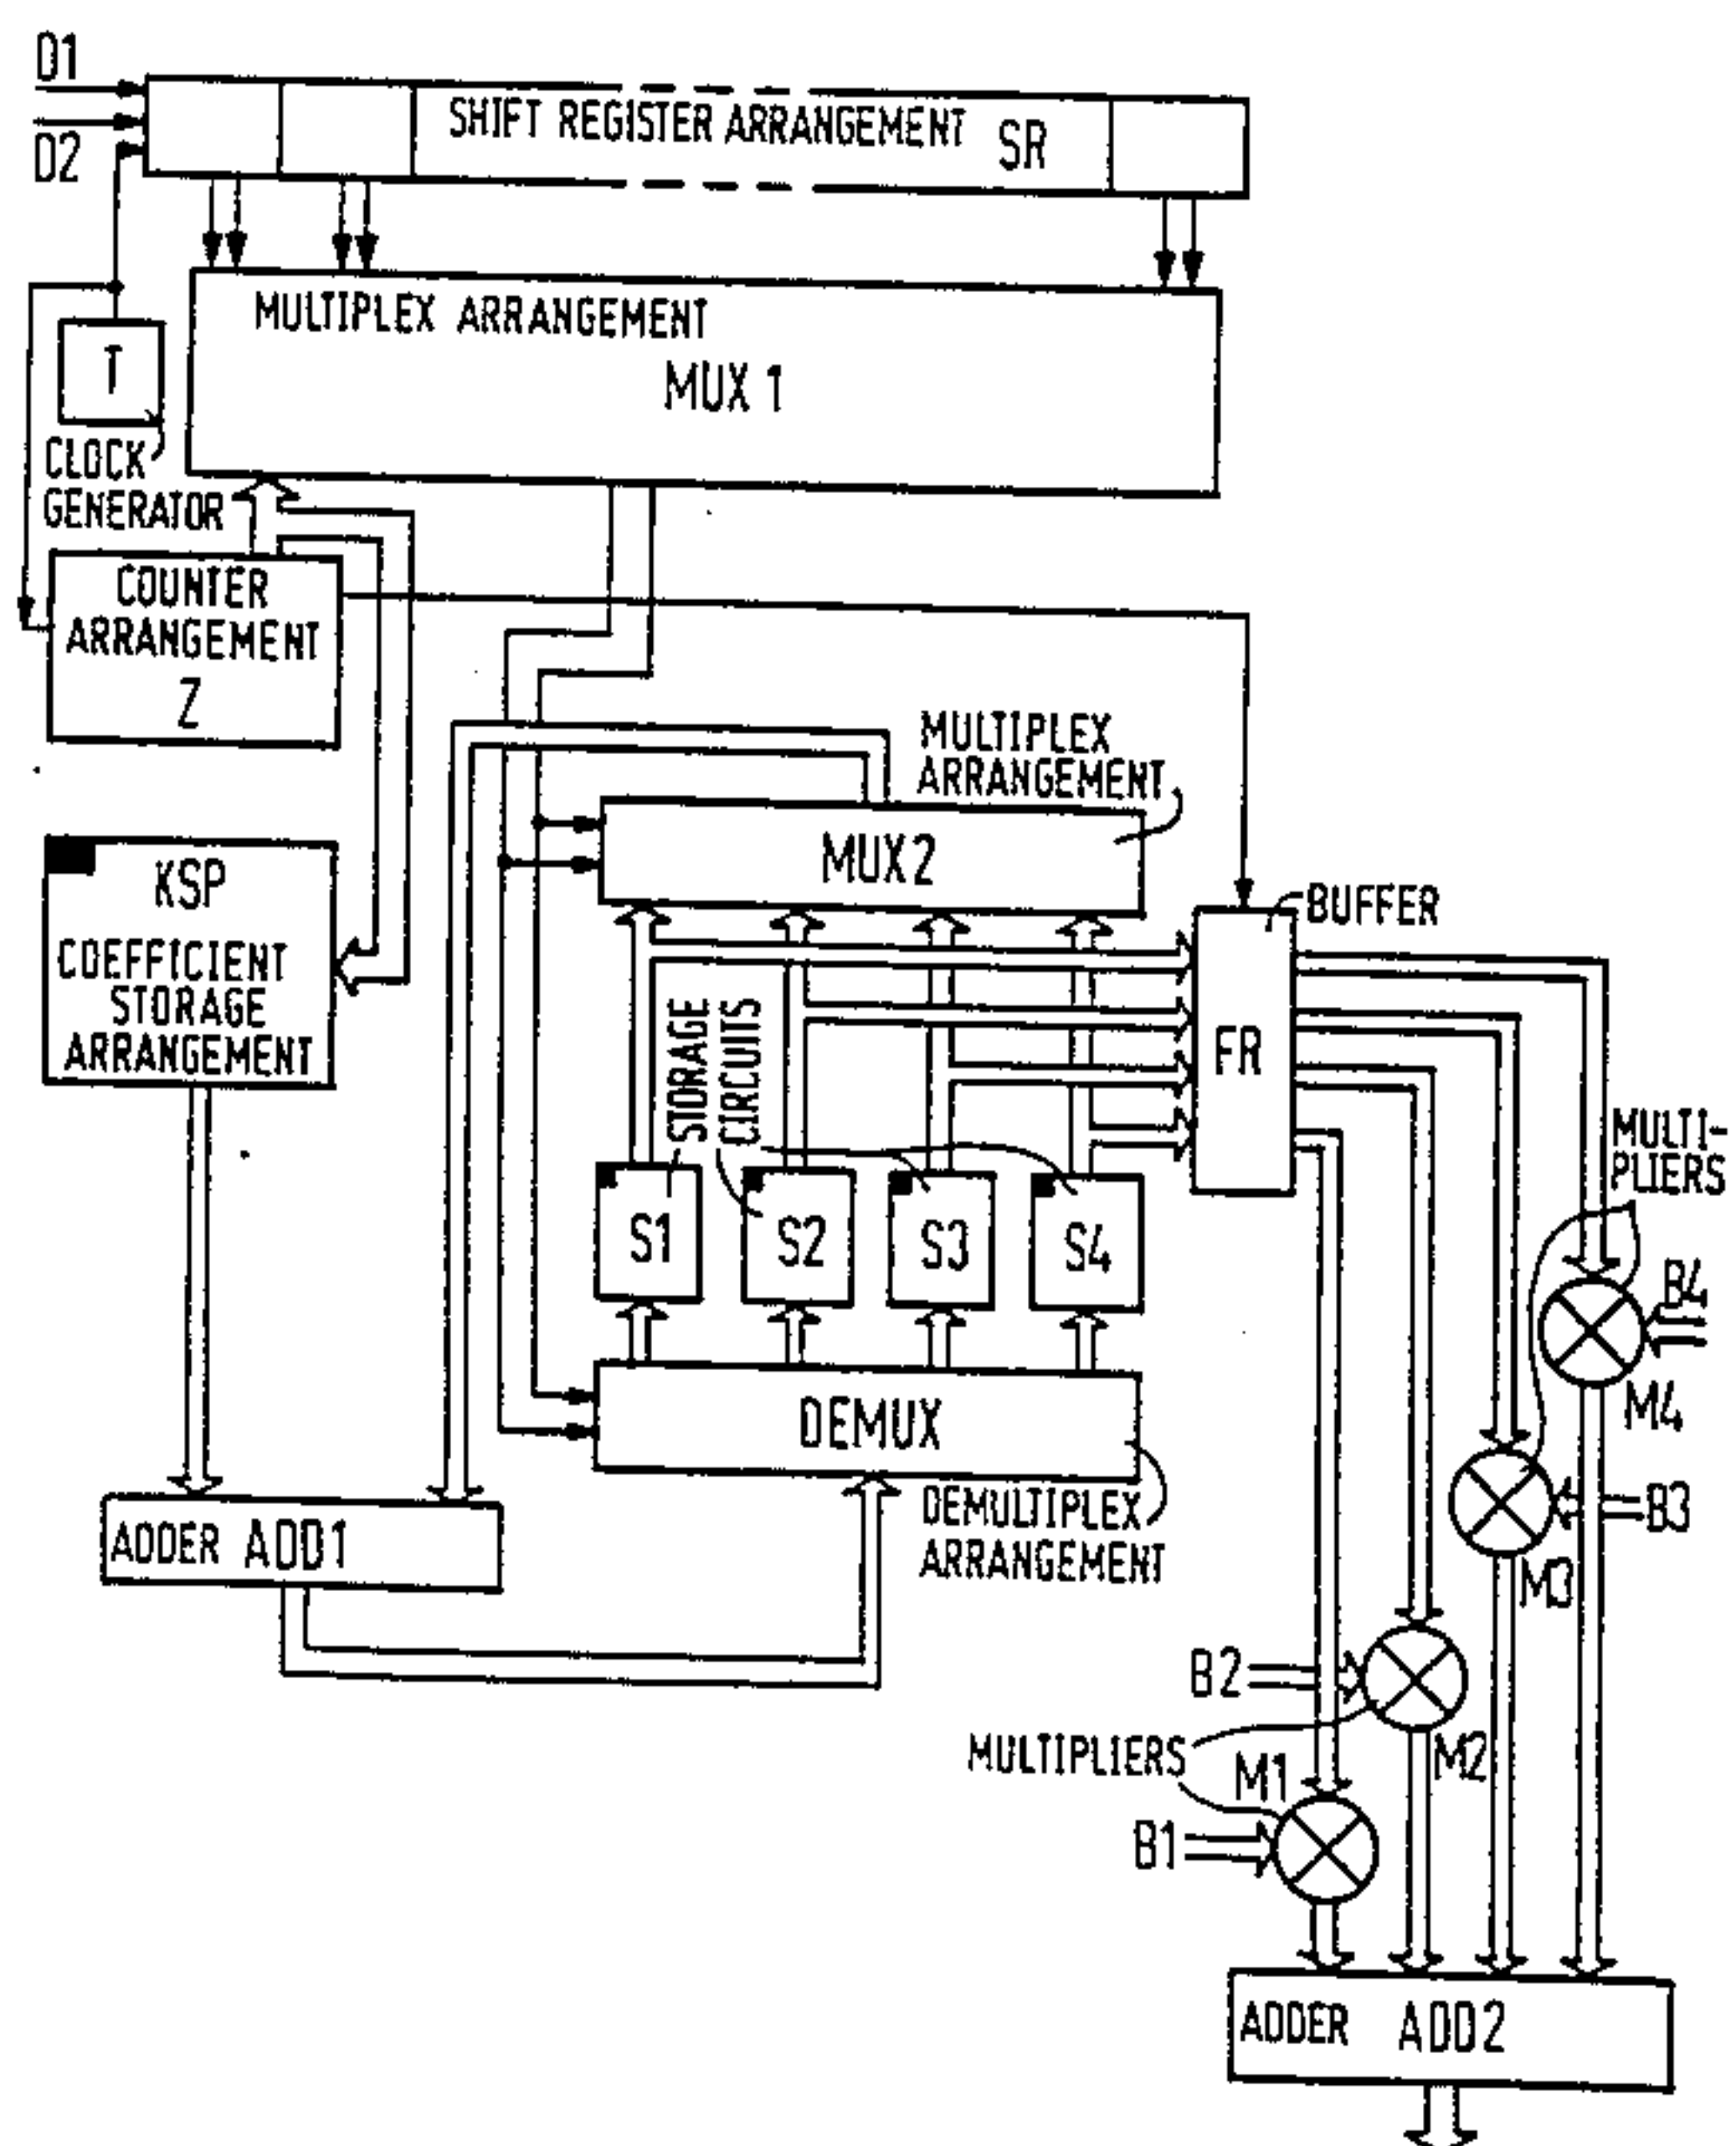 D1
D2
SHIFT REGISTER ARRANGEMENT SR
MULTIPLEX ARRANGEMENT
MUX 1
T
CLOCK
GENERATOR
COUNTER
ARRANGEMENT
Z
MULTIPLEX
ARRANGEMENT
MUX2
KSP
COEFFICIENT
STORAGE
ARRANGEMENT
BUFFER
FR
STORAGE
CIRCUITS
S1
S2
S3
S4
DEMUX
DEMULTIPLEX
ARRANGEMENT
ADDER ADD1
MULTI-
PLIERS
B4
M4
B3
M3
B2
M2
MULTIPLIERS
M1
B1
ADDER ADD2